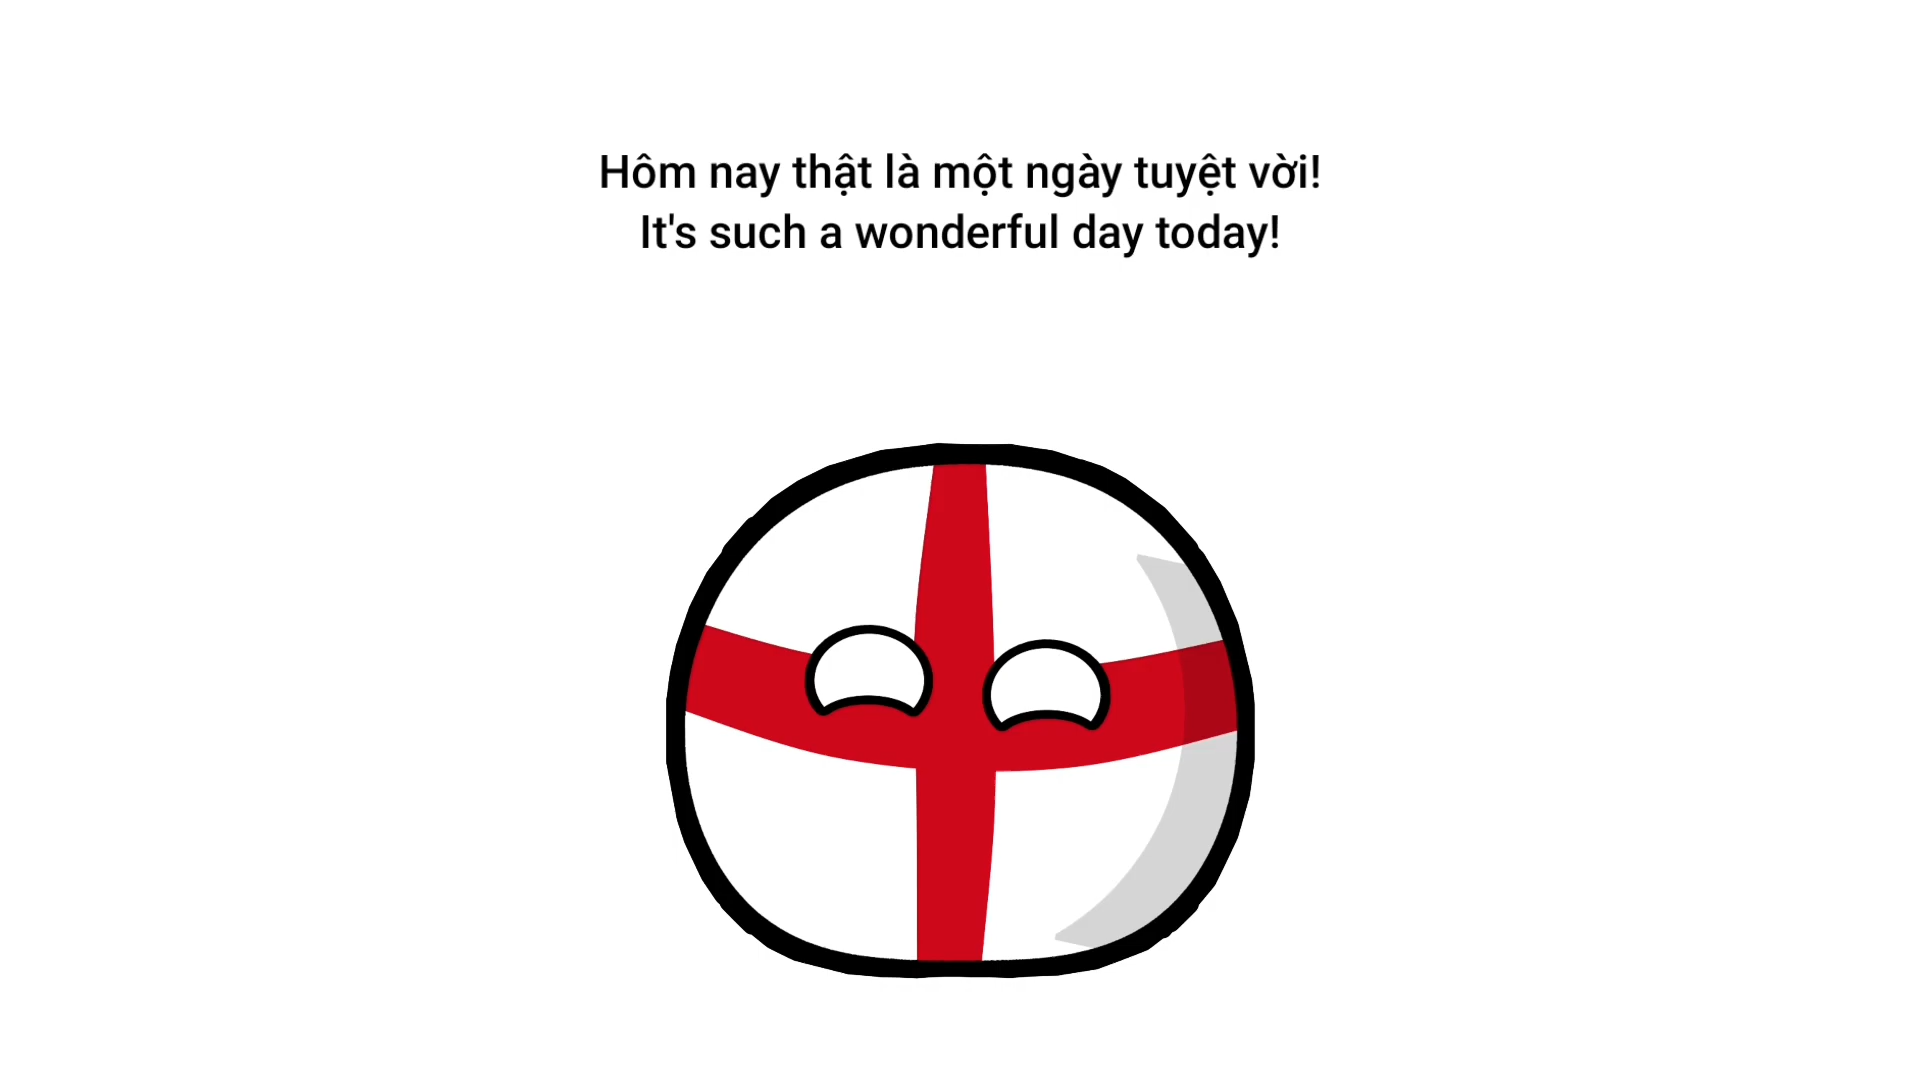 Hôm nay thật là một ngày tuyệt vời!
It's such a wonderful day today!